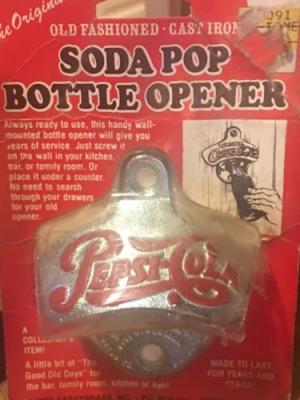 The Original
OLD FASHIONED - CAST IRON
SODA POP
BOTTLE OPENER
Always ready to use, this handy wall-
mounted bottle opener will give you
years of service. Just screw it
on the wall in your kitchen,
bar, or family room. Or
place it under a counter.
No need to search
through your drawers
for your old
opener.
PEPSI-COLA
A
COLLECTOR'S
ITEM!
A little bit of "The
Good Old Days" for
the bar, family room, kitchen or den!
MADE TO LAST
FOR YEARS AND
YEARS!